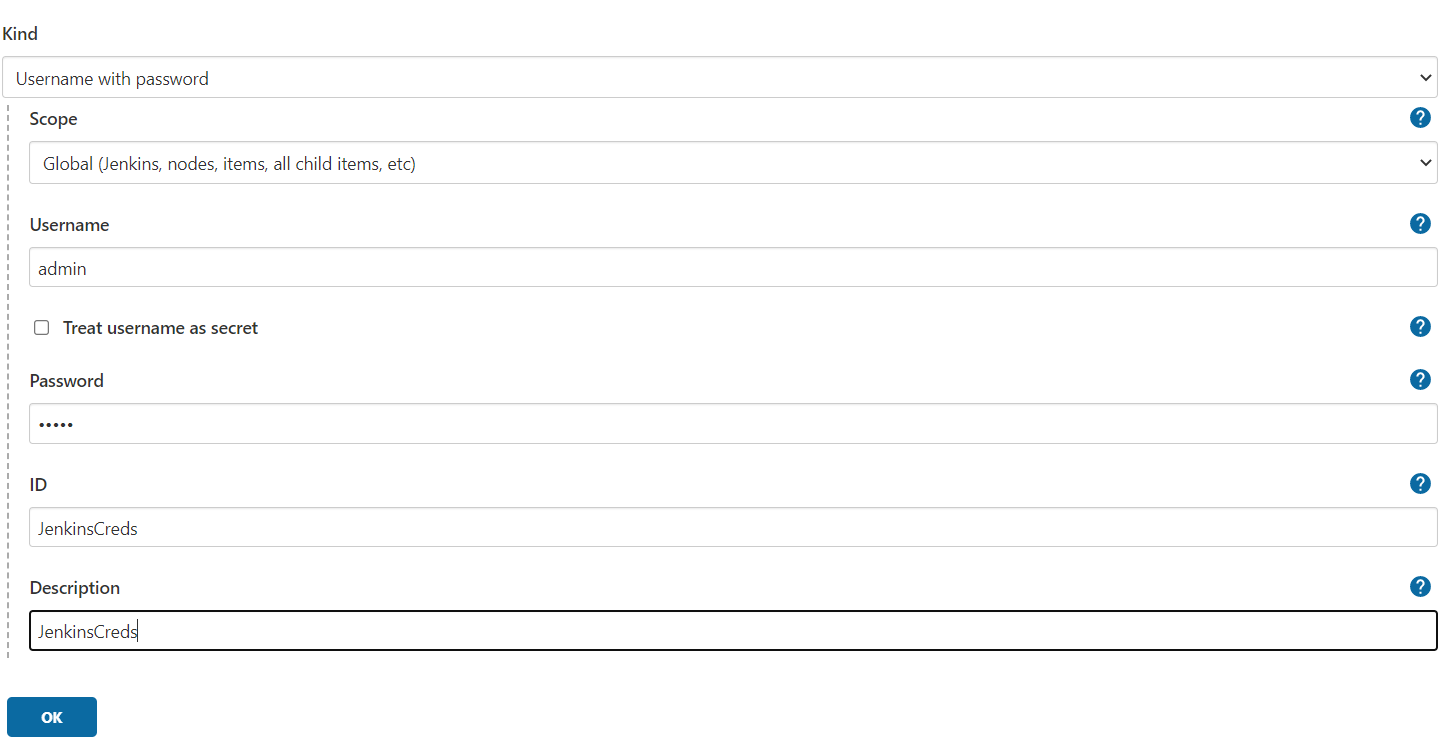 Kind
Username with password
Scope
?
Global (Jenkins, nodes, items, all child items, etc)
Username
?
admin
Treat username as secret
?
Password
?
•••••
ID
?
JenkinsCreds
Description
?
JenkinsCreds
OK